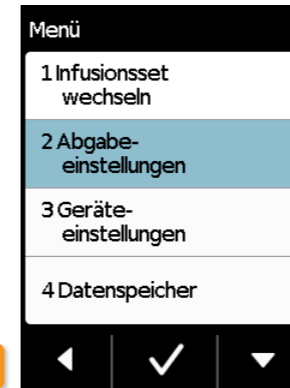 Menü
1 Infusionsset
wechseln
2 Abgabe-
einstellungen
3 Geräte-
einstellungen
4 Datenspeicher